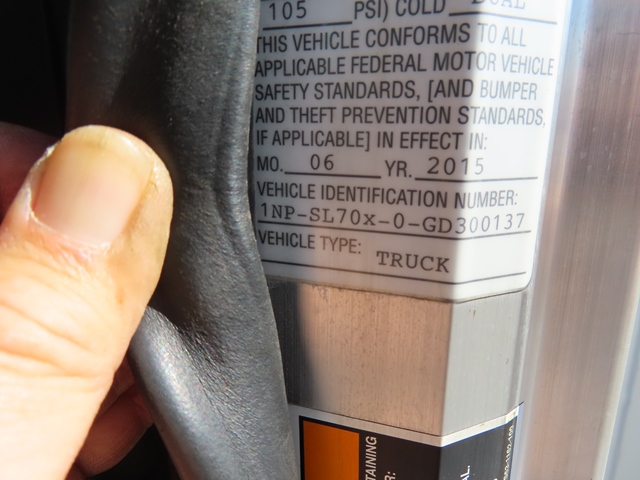 105 PSI) COLD DUAL
THIS VEHICLE CONFORMS TO ALL
APPLICABLE FEDERAL MOTOR VEHICLE
SAFETY STANDARDS, [AND BUMPER
AND THEFT PREVENTION STANDARDS,
IF APPLICABLE] IN EFFECT IN:
MO. 06 YR. 2015
VEHICLE IDENTIFICATION NUMBER:
1NP-SL70x-0-GD300137
VEHICLE TYPE: TRUCK
TAINING